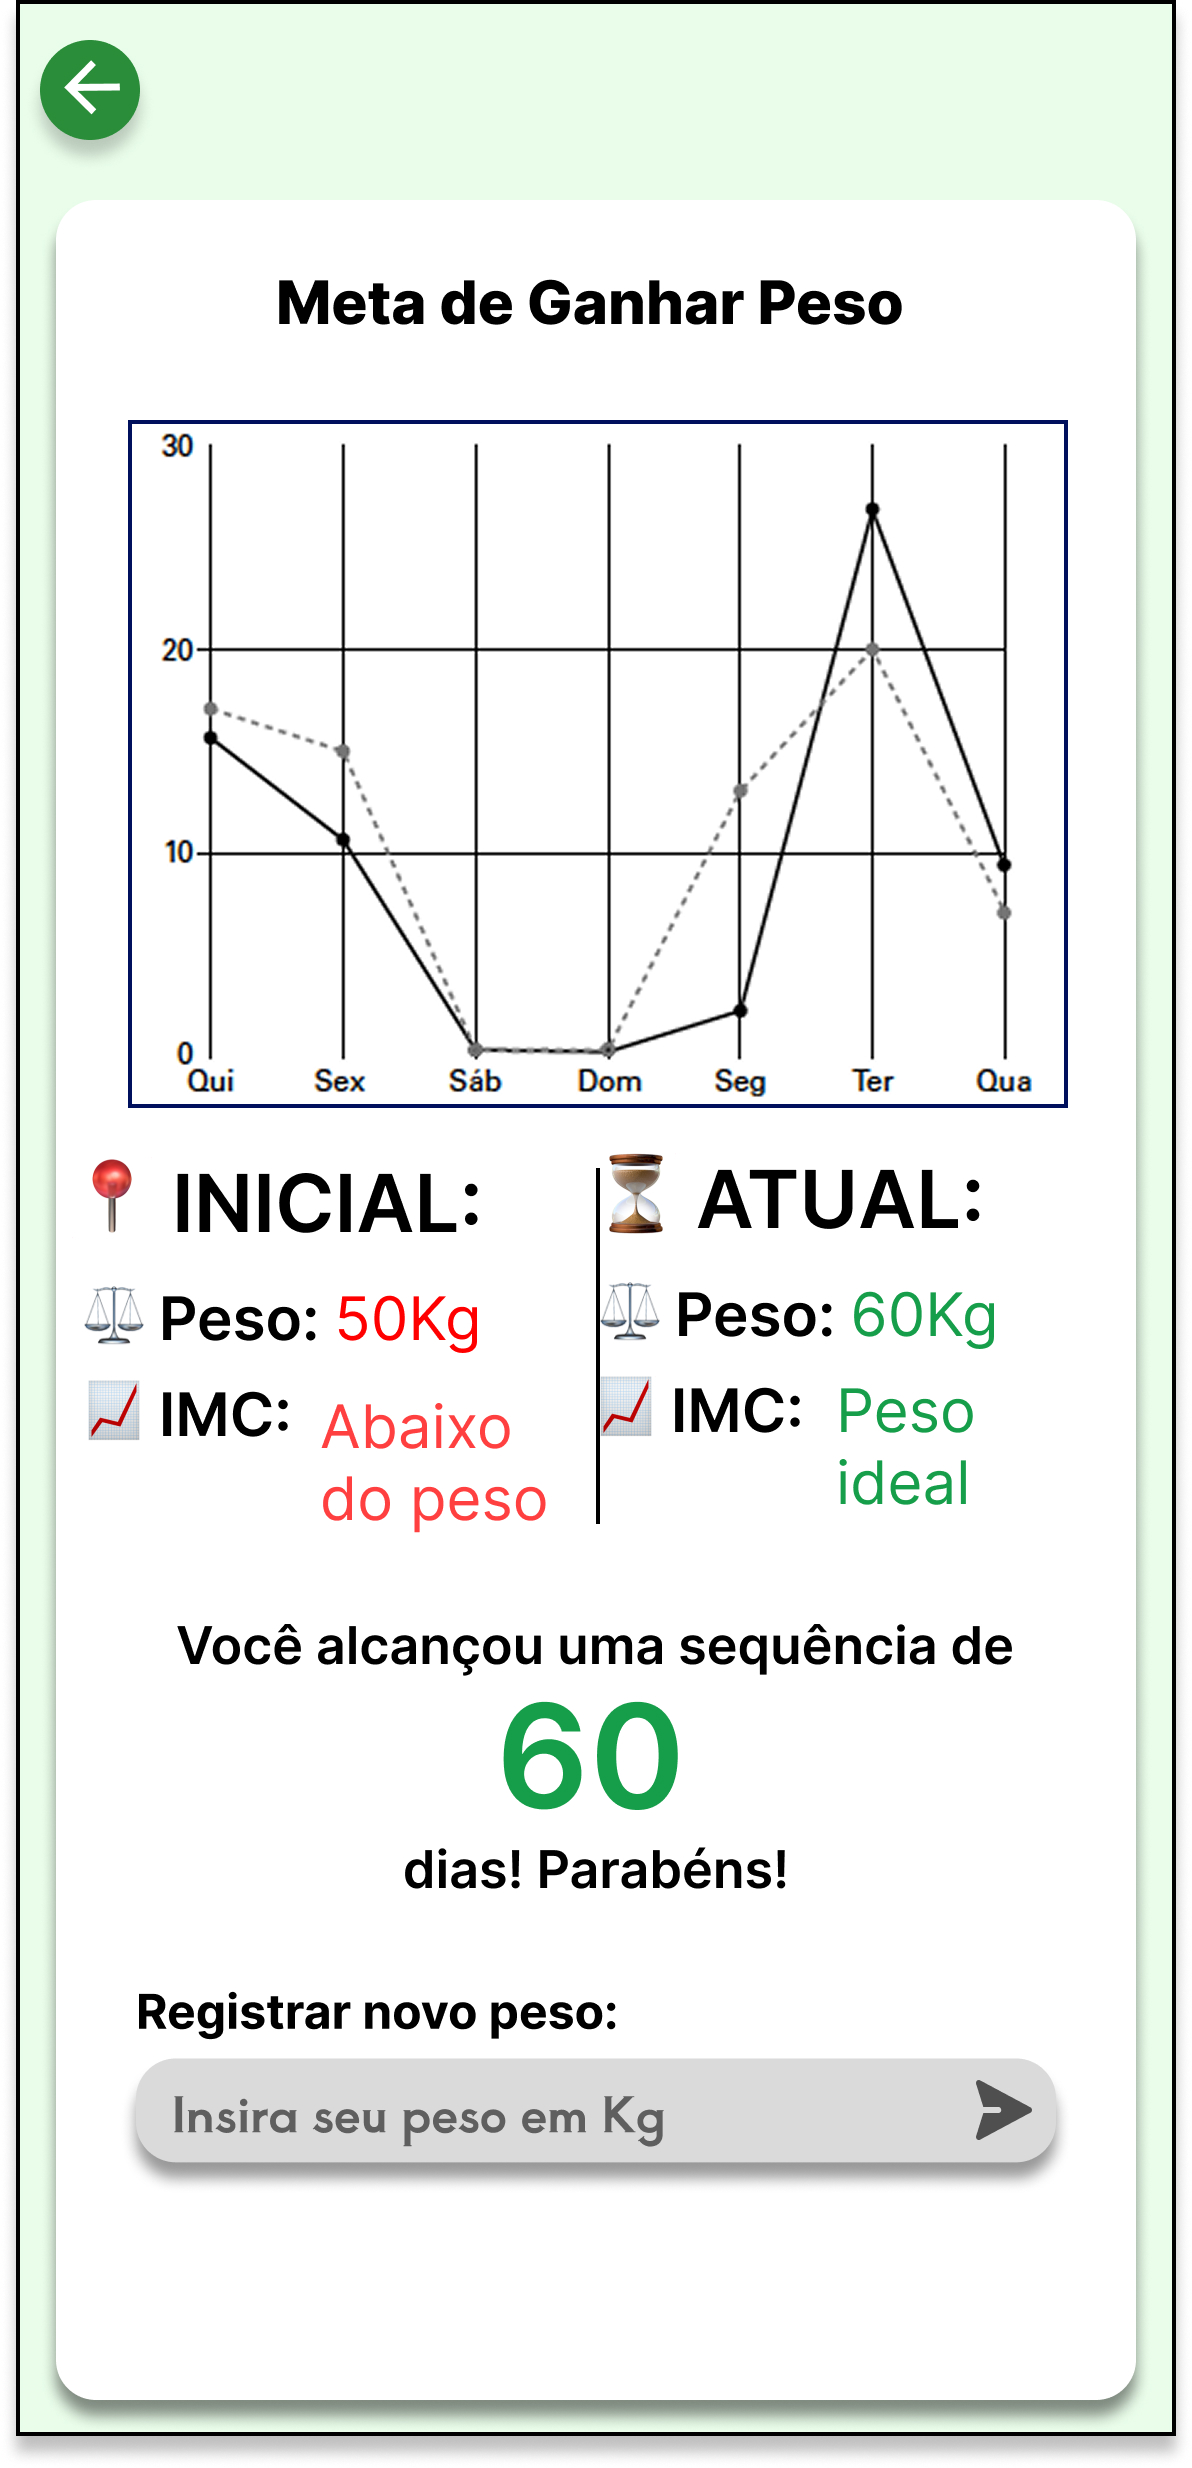 Meta de Ganhar Peso
30
20
10
0
Qui Sex Sáb Dom Seg Ter Qua
INICIAL:
Peso: 50Kg
IMC: Abaixo
do peso
ATUAL:
Peso: 60Kg
IMC: Peso
ideal
Você alcançou uma sequência de
60
dias! Parabéns!
Registrar novo peso:
Insira seu peso em Kg